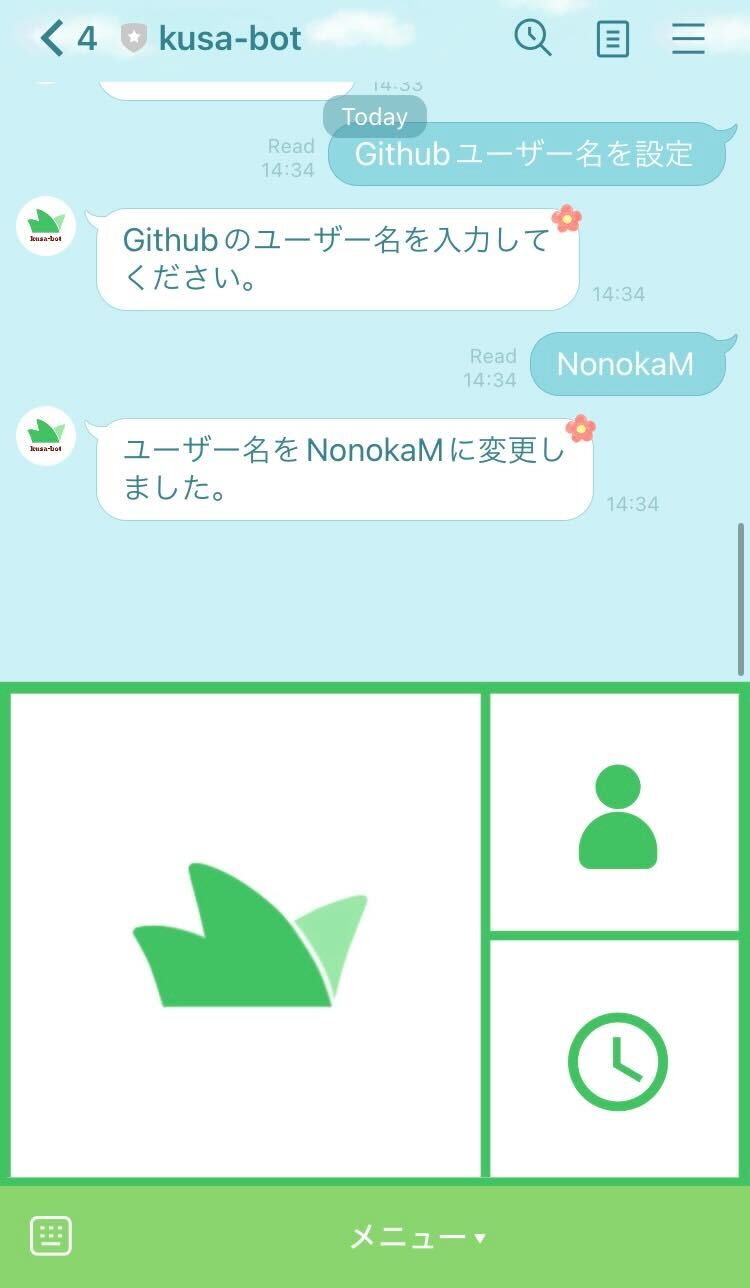 4 kusa-bot
14:33
Today
Githubユーザー名を設定
Read
14:34
kusa-bot
Githubのユーザー名を入力して
ください。
14:34
NonokaM
Read
14:34
kusa-bot
ユーザー名をNonokaMに変更し
ました。
14:34
メニュー▼